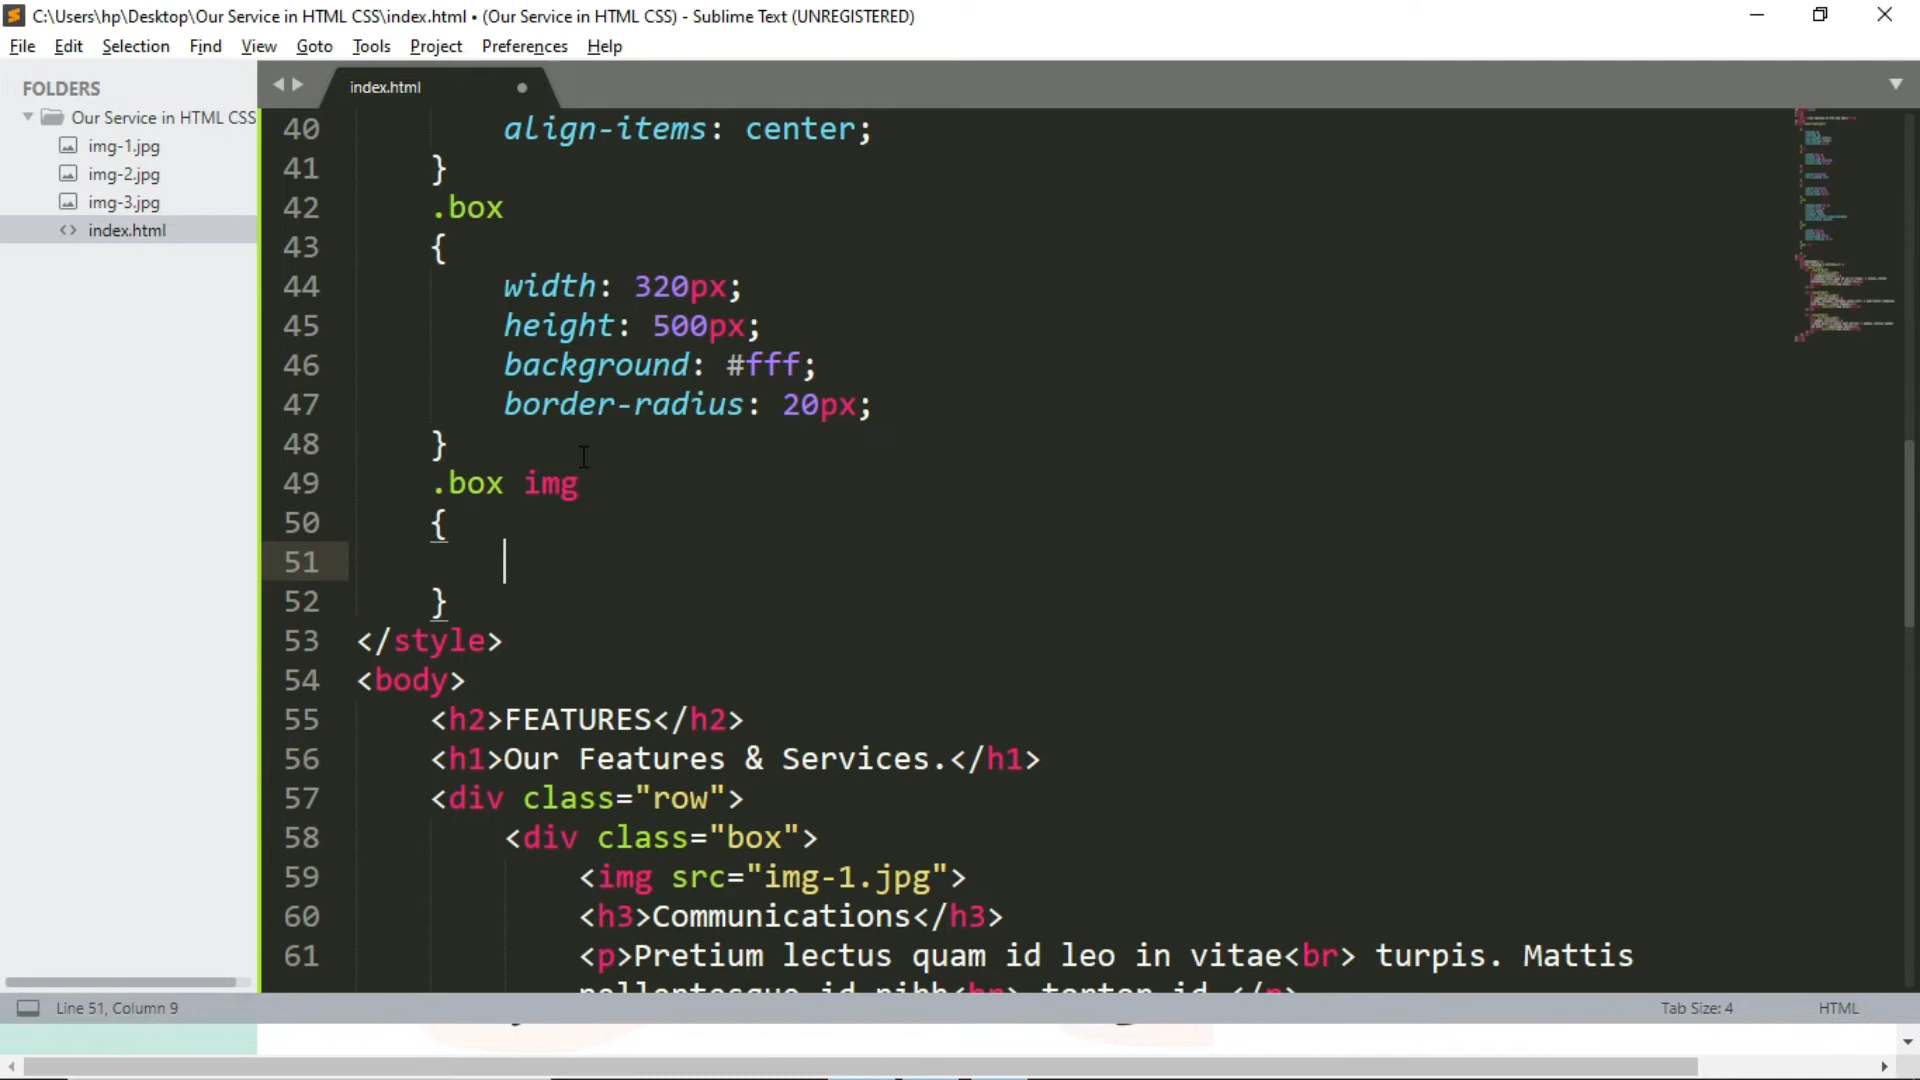 C:\Users\hp\Desktop\Our Service in HTML CSS\index.html • (Our Service in HTML CSS) - Sublime Text (UNREGISTERED)
File Edit Selection Find View Goto Tools Project Preferences Help
FOLDERS
Our Service in HTML CSS
img-1.jpg
img-2.jpg
img-3.jpg
index.html
index.html
40 align-items: center;
41 }
42 .box
43 {
44 width: 320px;
45 height: 500px;
46 background: #fff;
47 border-radius: 20px;
48 }
49 .box img
50 {
51
52 }
53 </style>
54 <body>
55 <h2>FEATURES</h2>
56 <h1>Our Features & Services.</h1>
57 <div class="row">
58 <div class="box">
59 <img src="img-1.jpg">
60 <h3>Communications</h3>
61 <p>Pretium lectus quam id leo in vitae<br> turpis. Mattis
pellentesque id nibh<br> tortor id.</p>
Line 51, Column 9
Tab Size: 4
HTML